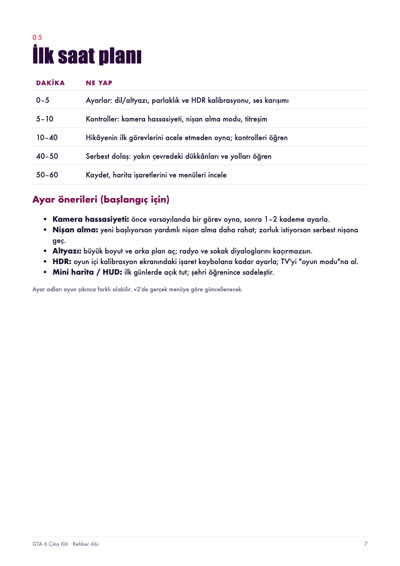 05
İlk saat planı
DAKİKA NE YAP
0–5 Ayarlar: dil/altyazı, parlaklık ve HDR kalibrasyonu, ses karışımı
5–10 Kontroller: kamera hassasiyeti, nişan alma modu, titreşim
10–40 Hikâyenin ilk görevlerini acele etmeden oyna; kontrolleri öğren
40–50 Serbest dolaş: yakın çevredeki dükkânları ve yolları öğren
50–60 Kaydet, harita işaretlerini ve menüleri incele
Ayar önerileri (başlangıç için)
• Kamera hassasiyeti: önce varsayılanda bir görev oyna, sonra 1–2 kademe ayarla.
• Nişan alma: yeni başlıyorsan yardımlı nişan alma daha rahat; zorluk istiyorsan serbest nişana
geç.
• Altyazı: büyük boyut ve arka plan aç; radyo ve sokak diyaloglarını kaçırmazsın.
• HDR: oyun içi kalibrasyon ekranındaki işaret kaybolana kadar ayarla; TV'yi "oyun modu"na al.
• Mini harita / HUD: ilk günlerde açık tut; şehri öğrenince sadeleştir.
Ayar adları oyun çıkınca farklı olabilir. v2'de gerçek menüye göre güncellenecek.
GTA 6 Çıkış Kiti · Rehber Abi 7